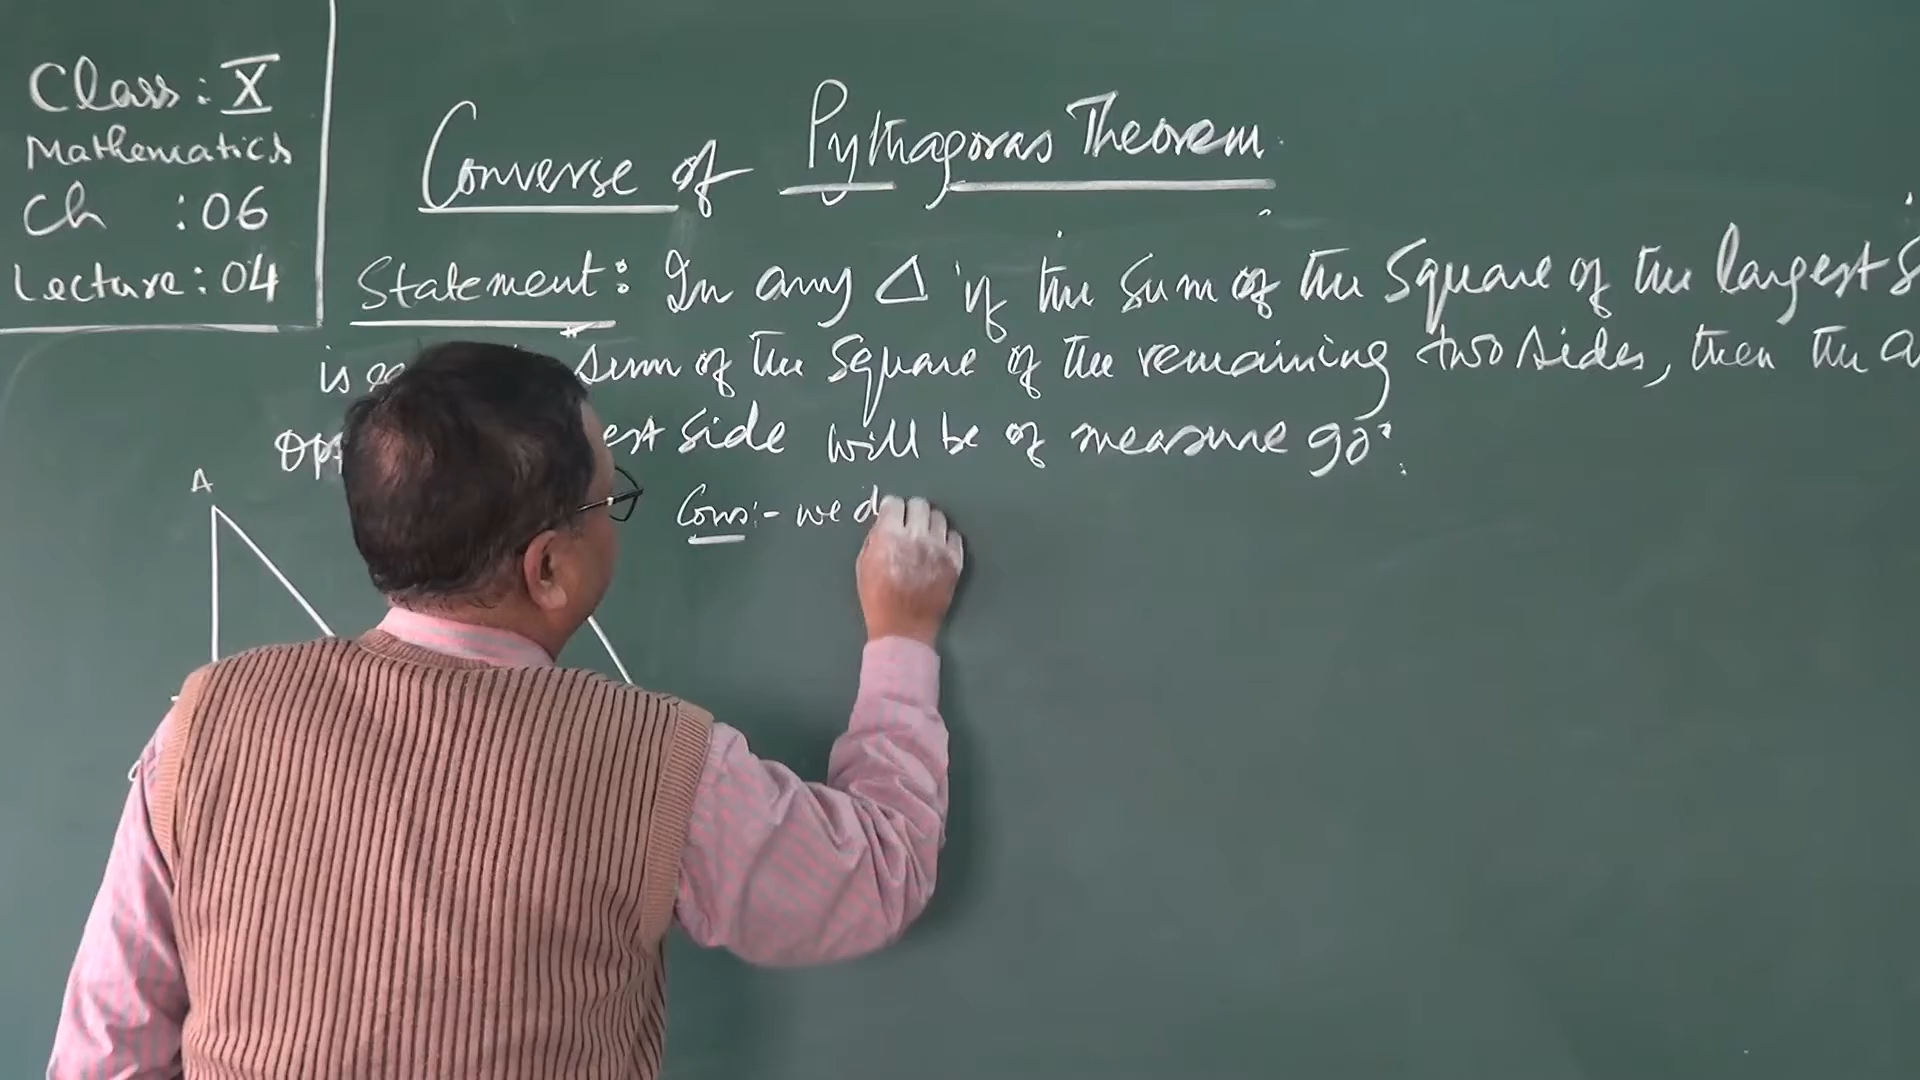 Class: X
Mathematics
Ch : 06
Lecture: 04
Converse of Pythagoras Theorem
Statement: In any Δ if the sum of the Square of the largest
is sum of the Square of the remaining two sides, then the
side will be of measure 90°.
A
Cons:- we d